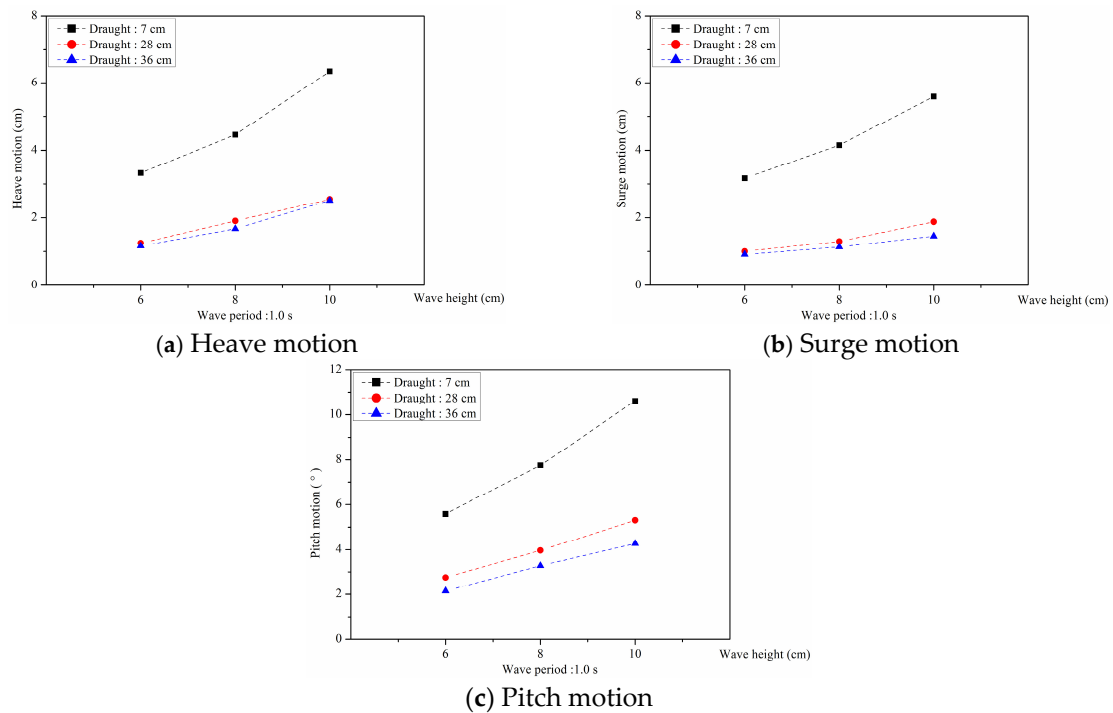 8
6
4
2
0
Heave motion (cm)
Draught : 7 cm
Draught : 28 cm
Draught : 36 cm
6 8 10
Wave height (cm)
Wave period :1.0 s
(a) Heave motion
8
6
4
2
0
Surge motion (cm)
Draught : 7 cm
Draught : 28 cm
Draught : 36 cm
6 8 10
Wave height (cm)
Wave period :1.0 s
(b) Surge motion
12
10
8
6
4
2
0
Pitch motion ( ° )
Draught : 7 cm
Draught : 28 cm
Draught : 36 cm
6 8 10
Wave height (cm)
Wave period :1.0 s
(c) Pitch motion